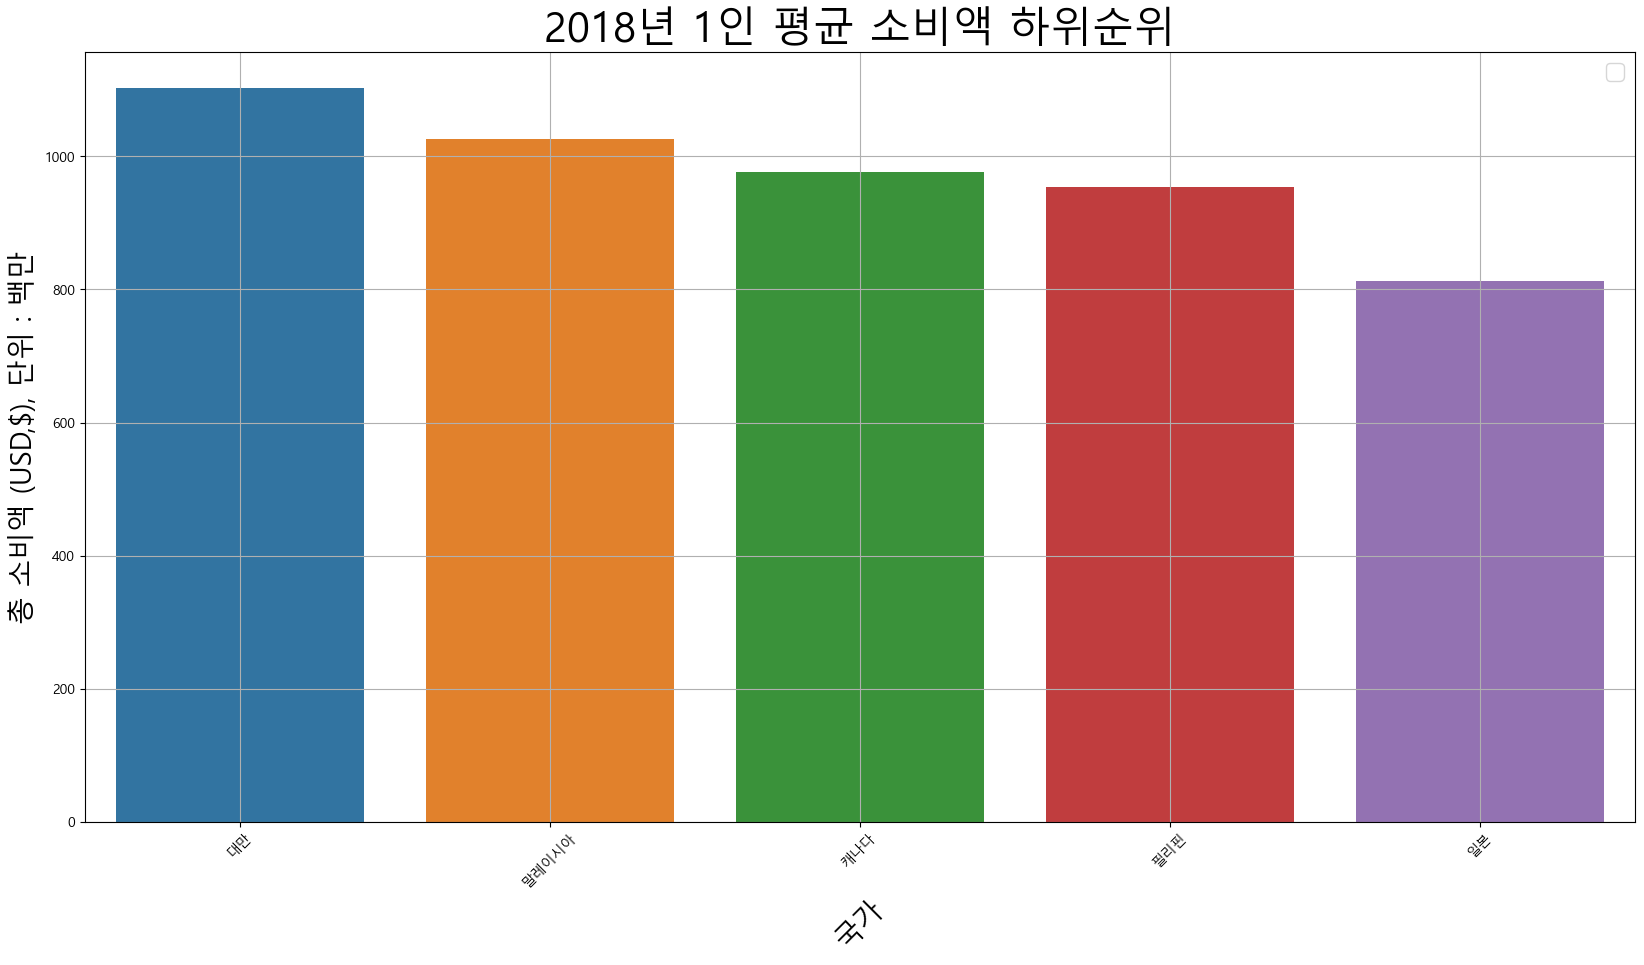 2018년 1인 평균 소비액 하위순위
총 소비액 (USD,$), 단위 : 백만
1000
800
600
400
200
0
대만
말레이시아
캐나다
필리핀
일본
국가